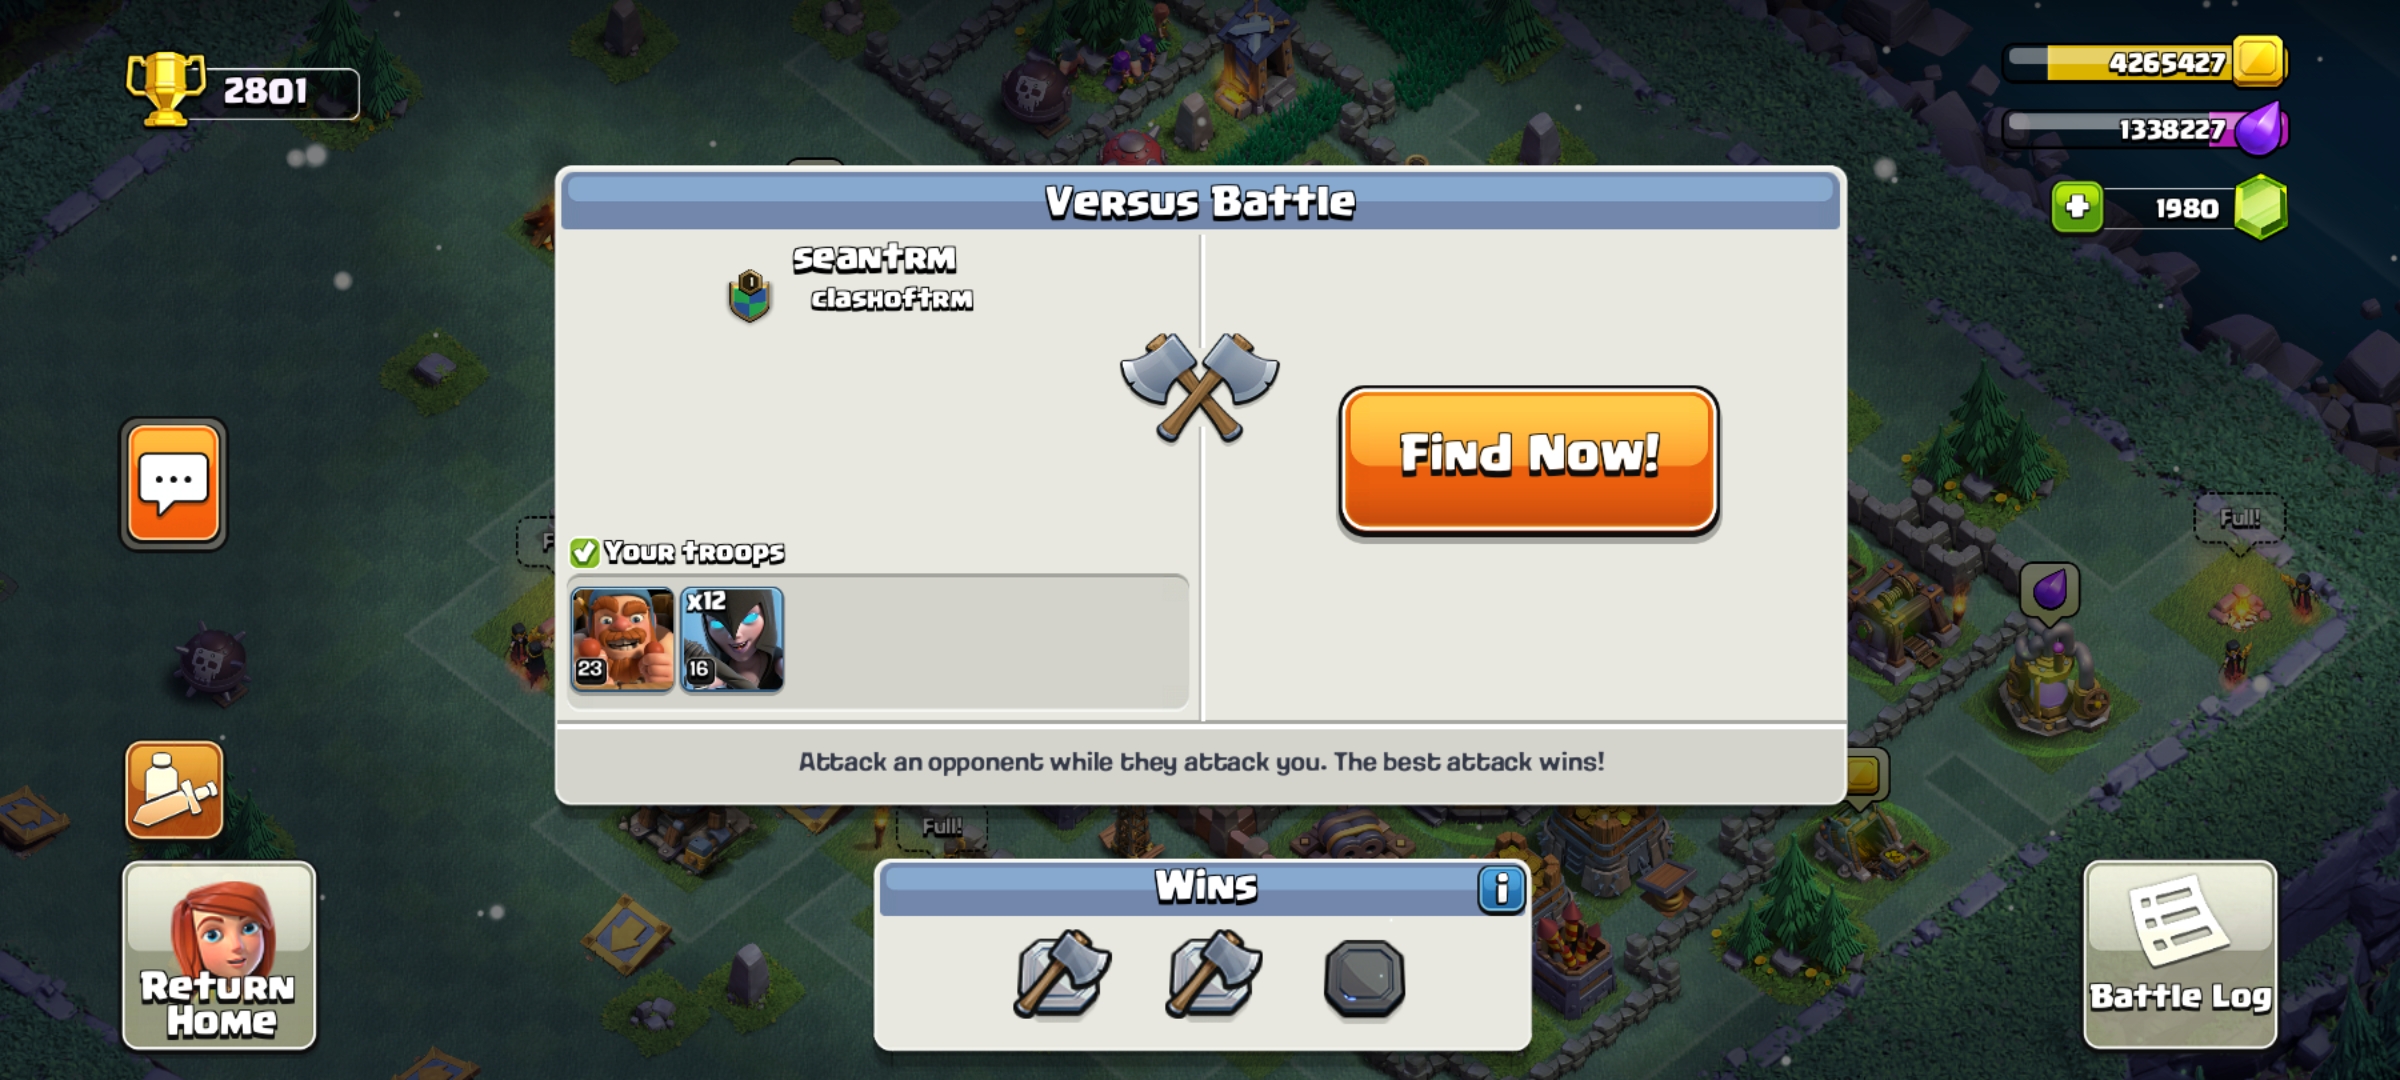 2801
4265427
1338227
1980
Versus Battle
seantrm
1
clashoftrm
Find Now!
Your troops
23
x12
16
Attack an opponent while they attack you. The best attack wins!
Full!
Full!
Wins
i
Return
Home
Battle Log